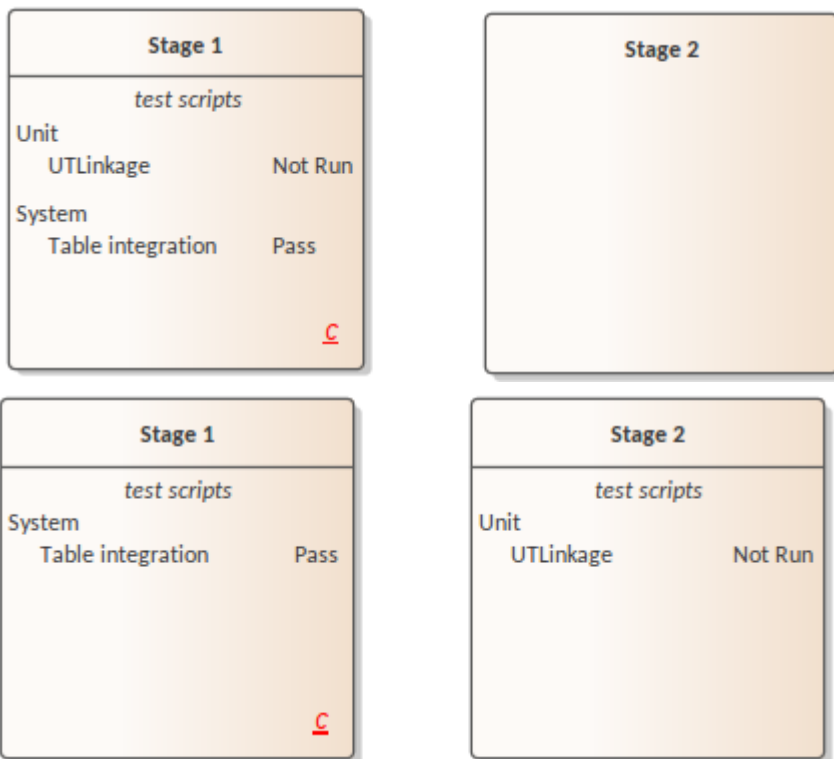 Stage 1
test scripts
Unit
UTLinkage Not Run
System
Table integration Pass
C
Stage 2
Stage 1
test scripts
System
Table integration Pass
C
Stage 2
test scripts
Unit
UTLinkage Not Run